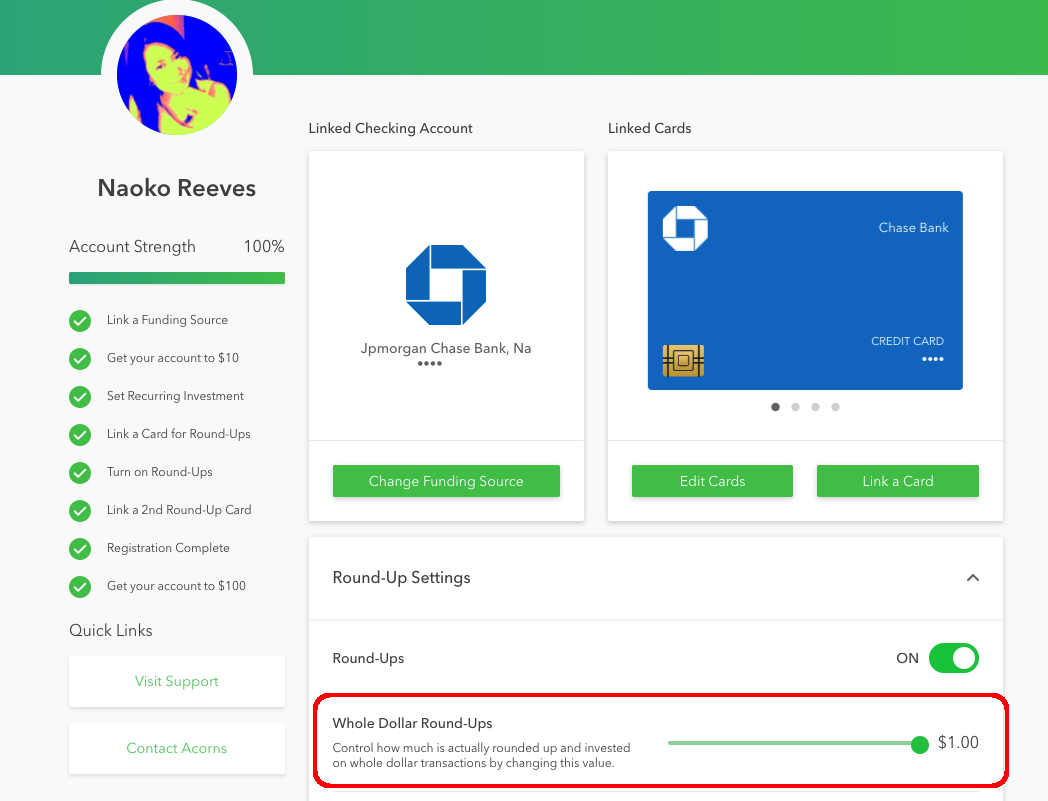 Naoko Reeves
Account Strength 100%
Link a Funding Source
Get your account to $10
Set Recurring Investment
Link a Card for Round-Ups
Turn on Round-Ups
Link a 2nd Round-Up Card
Registration Complete
Get your account to $100
Quick Links
Visit Support
Contact Acorns
Linked Checking Account
Jpmorgan Chase Bank, Na
••••
Change Funding Source
Linked Cards
Chase Bank
CREDIT CARD
••••
Edit Cards
Link a Card
Round-Up Settings
Round-Ups
ON
Whole Dollar Round-Ups
Control how much is actually rounded up and invested
on whole dollar transactions by changing this value.
$1.00